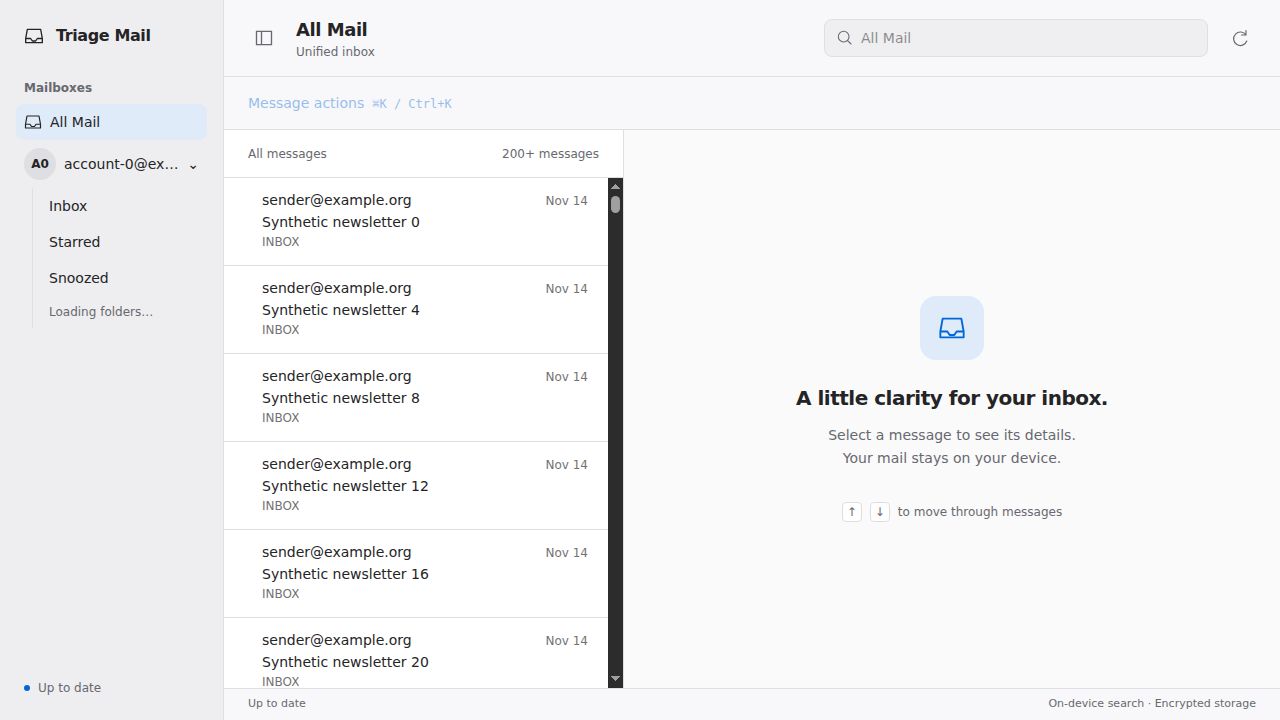 Triage Mail
Mailboxes
All Mail
A0 account-0@ex...
Inbox
Starred
Snoozed
Loading folders...
Up to date
All Mail
Unified inbox
All Mail
Message actions ⌘K / Ctrl+K
All messages 200+ messages
sender@example.org Nov 14
Synthetic newsletter 0
INBOX
sender@example.org Nov 14
Synthetic newsletter 4
INBOX
sender@example.org Nov 14
Synthetic newsletter 8
INBOX
sender@example.org Nov 14
Synthetic newsletter 12
INBOX
sender@example.org Nov 14
Synthetic newsletter 16
INBOX
sender@example.org Nov 14
Synthetic newsletter 20
INBOX
A little clarity for your inbox.
Select a message to see its details.
Your mail stays on your device.
↑ ↓ to move through messages
Up to date
On-device search · Encrypted storage